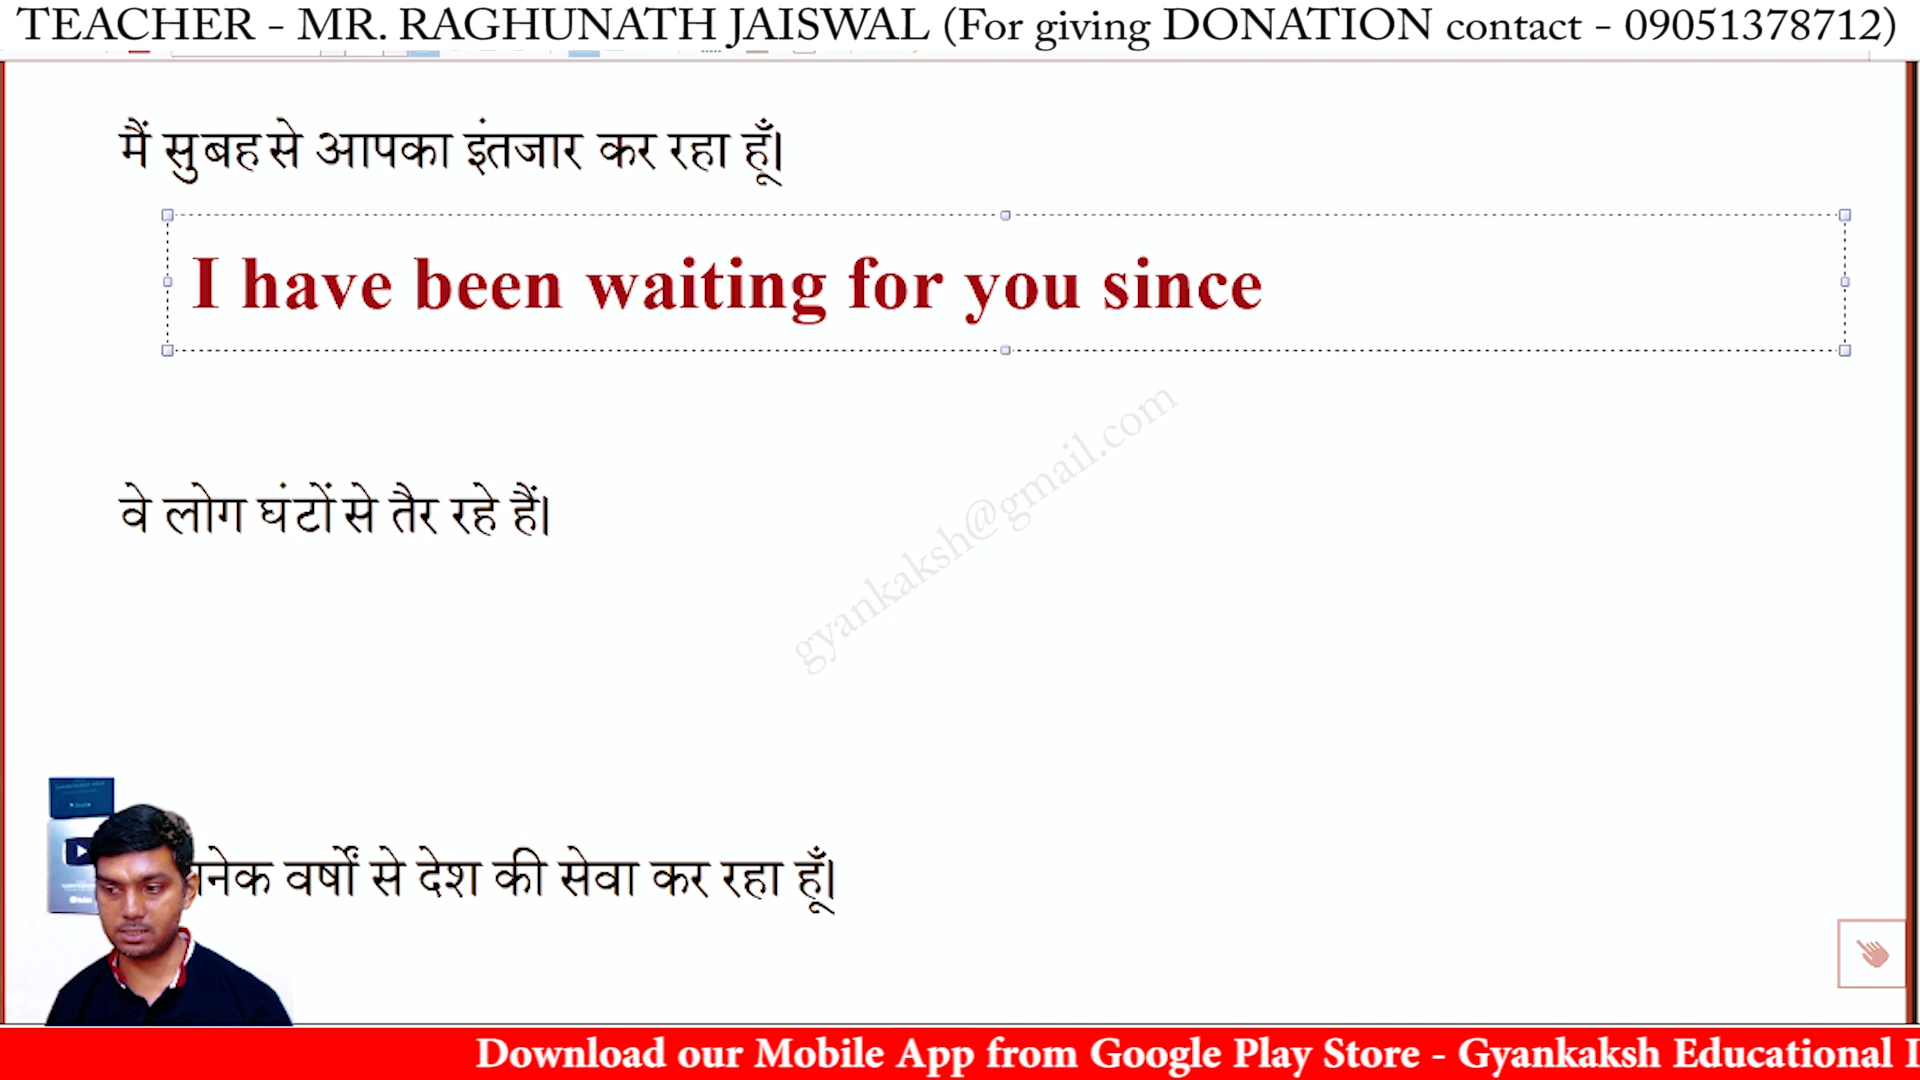 TEACHER - MR. RAGHUNATH JAISWAL (For giving DONATION contact - 09051378712)
मैं सुबह से आपका इंतजार कर रहा हूँ।
I have been waiting for you since
gyankaksh@gmail.com
वे लोग घंटों से तैर रहे हैं।
वर्षों से देश की सेवा कर रहा हूँ।
Download our Mobile App from Google Play Store - Gyankaksh Educational